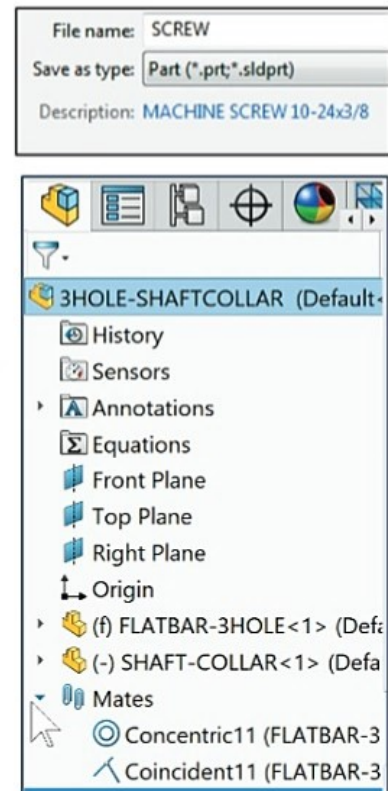 File name: SCREW
Save as type: Part (*.prt;*.sldprt)
Description: MACHINE SCREW 10-24x3/8
3HOLE-SHAFTCOLLAR (Default<
History
Sensors
Annotations
Equations
Front Plane
Top Plane
Right Plane
Origin
(f) FLATBAR-3HOLE<1> (Defa
(-) SHAFT-COLLAR<1> (Defa
Mates
Concentric11 (FLATBAR-3
Coincident11 (FLATBAR-3